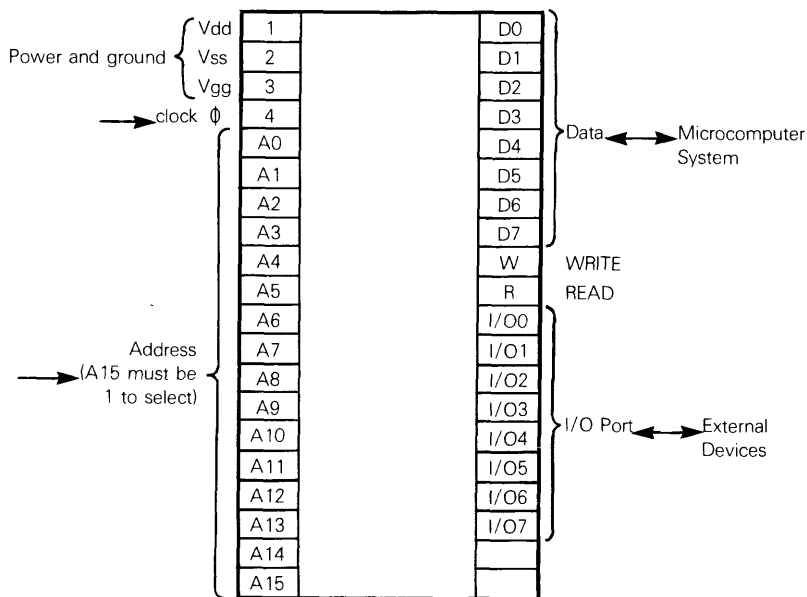 Power and ground
Vdd
Vss
Vgg
clock ϕ
1
2
3
4
A0
A1
A2
A3
A4
A5
A6
A7
A8
A9
A10
A11
A12
A13
A14
A15
Address
(A15 must be
1 to select)
D0
D1
D2
D3
D4
D5
D6
D7
W
R
I/O0
I/O1
I/O2
I/O3
I/O4
I/O5
I/O6
I/O7
Data
Microcomputer
System
WRITE
READ
I/O Port
External
Devices